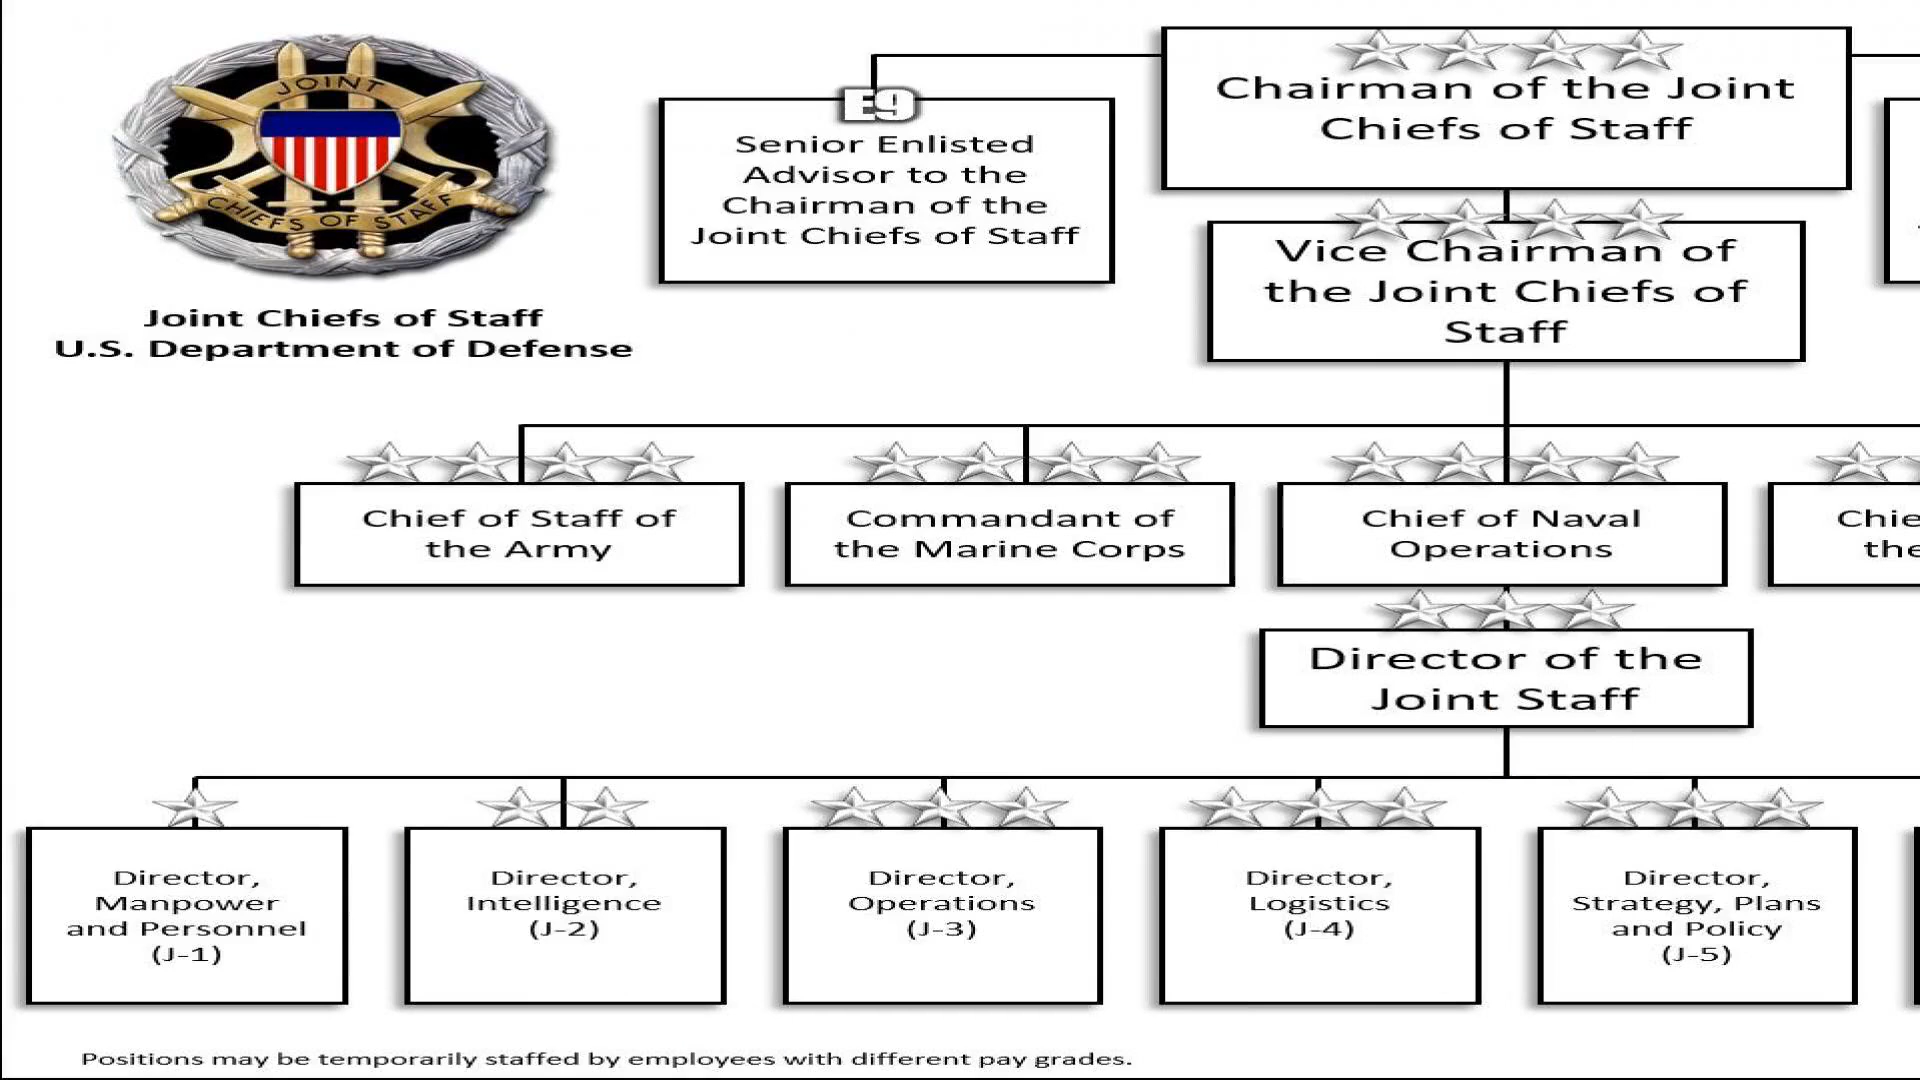 JOINT
CHIEFS OF STAFF
Joint Chiefs of Staff
U.S. Department of Defense
Chairman of the Joint
Chiefs of Staff
E9
Senior Enlisted
Advisor to the
Chairman of the
Joint Chiefs of Staff
Vice Chairman of
the Joint Chiefs of
Staff
Chief of Staff of
the Army
Commandant of
the Marine Corps
Chief of Naval
Operations
Chie
the
Director of the
Joint Staff
Director,
Manpower
and Personnel
(J-1)
Director,
Intelligence
(J-2)
Director,
Operations
(J-3)
Director,
Logistics
(J-4)
Director,
Strategy, Plans
and Policy
(J-5)
Positions may be temporarily staffed by employees with different pay grades.